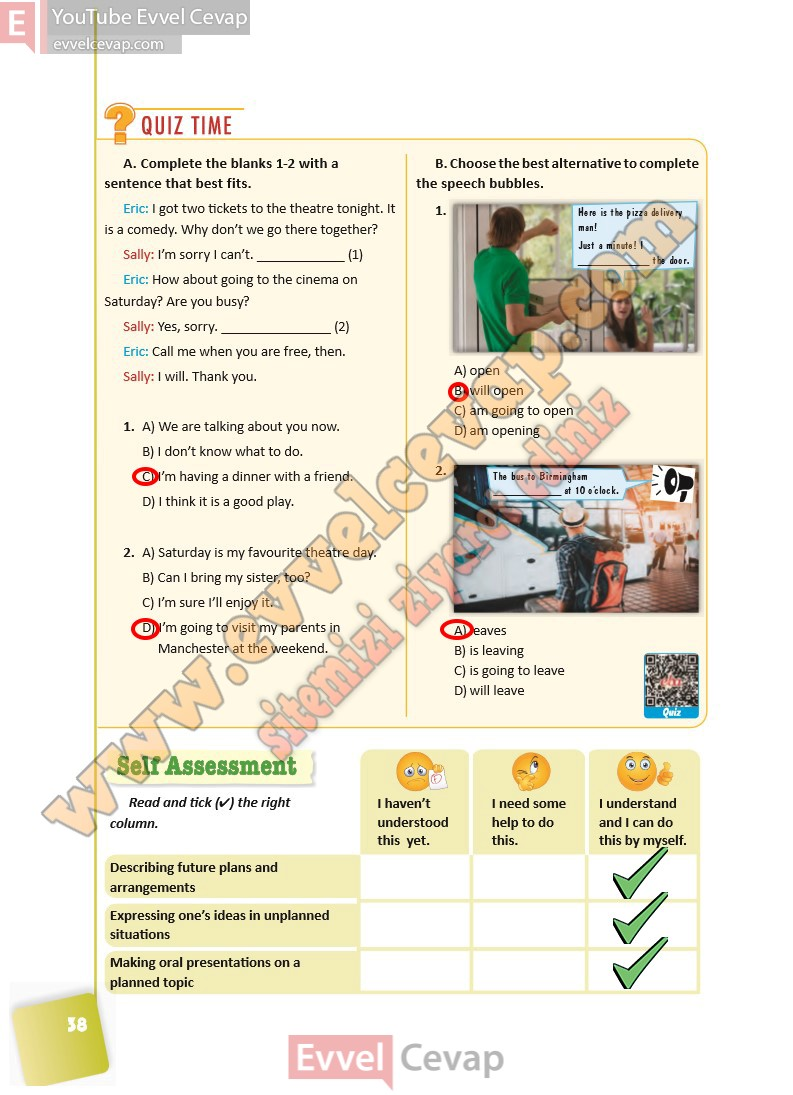 E YouTube Evvel Cevap
evvelcevap.com
? QUIZ TIME
A. Complete the blanks 1-2 with a
sentence that best fits.
Eric: I got two tickets to the theatre tonight. It
is a comedy. Why don’t we go there together?
Sally: I’m sorry I can’t. ____________ (1)
Eric: How about going to the cinema on
Saturday? Are you busy?
Sally: Yes, sorry. _______________ (2)
Eric: Call me when you are free, then.
Sally: I will. Thank you.
1. A) We are talking about you now.
B) I don’t know what to do.
C) I’m having a dinner with a friend.
D) I think it is a good play.
2. A) Saturday is my favourite theatre day.
B) Can I bring my sister, too?
C) I’m sure I’ll enjoy it.
D) I’m going to visit my parents in
Manchester at the weekend.
B. Choose the best alternative to complete
the speech bubbles.
1.
Here is the pizza delivery
man!
Just a minute! I
______________ the door.
A) open
B) will open
C) am going to open
D) am opening
2.
The bus to Birmingham
______________ at 10 o'clock.
A) leaves
B) is leaving
C) is going to leave
D) will leave
Quiz
www.evvelcevap.com
sitemizi ziyaret ediniz
Self Assessment
Read and tick (✔) the right
column.
I haven’t
understood
this yet.
I need some
help to do
this.
I understand
and I can do
this by myself.
Describing future plans and
arrangements
Expressing one’s ideas in unplanned
situations
Making oral presentations on a
planned topic
38
Evvel Cevap